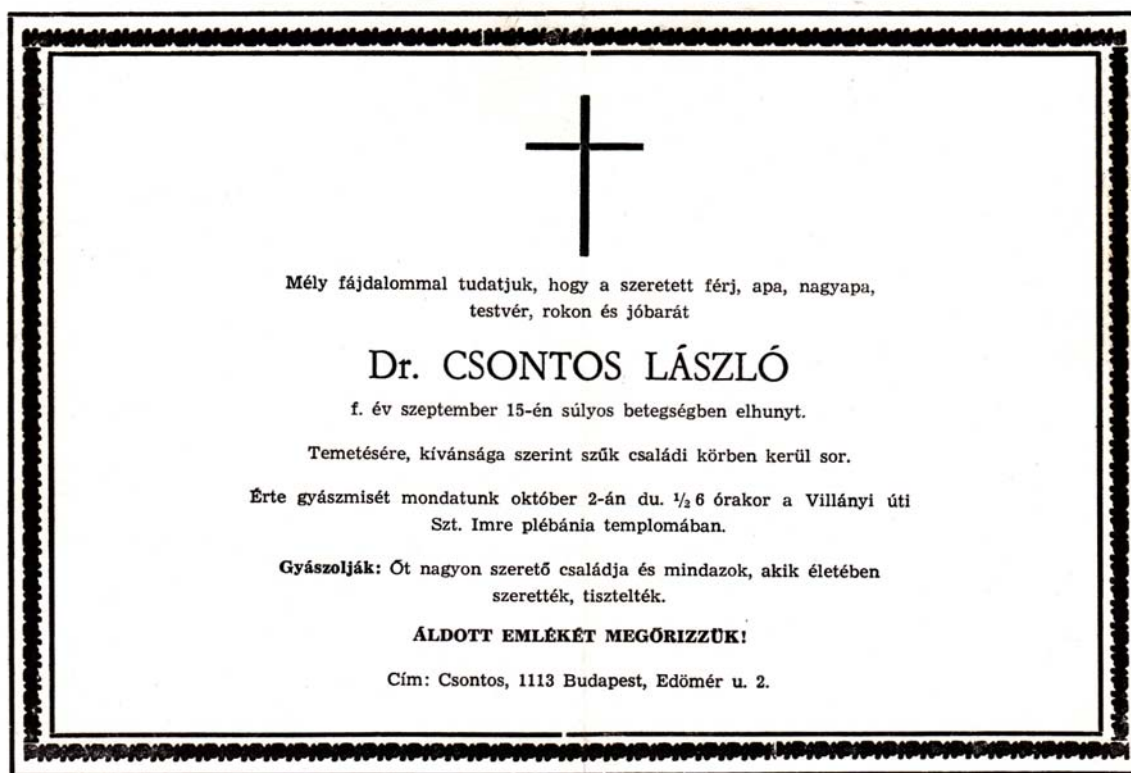 Mély fájdalommal tudatjuk, hogy a szeretett férj, apa, nagyapa,
testvér, rokon és jóbarát
Dr. CSONTOS LÁSZLÓ
f. év szeptember 15-én súlyos betegségben elhunyt.
Temetésére, kívánsága szerint szűk családi körben kerül sor.
Érte gyászmisét mondatunk október 2-án du. ½ 6 órakor a Villányi úti
Szt. Imre plébánia templomában.
Gyászolják: Őt nagyon szerető családja és mindazok, akik életében
szerették, tisztelték.
ÁLDOTT EMLÉKÉT MEGŐRIZZÜK!
Cím: Csontos, 1113 Budapest, Edömér u. 2.